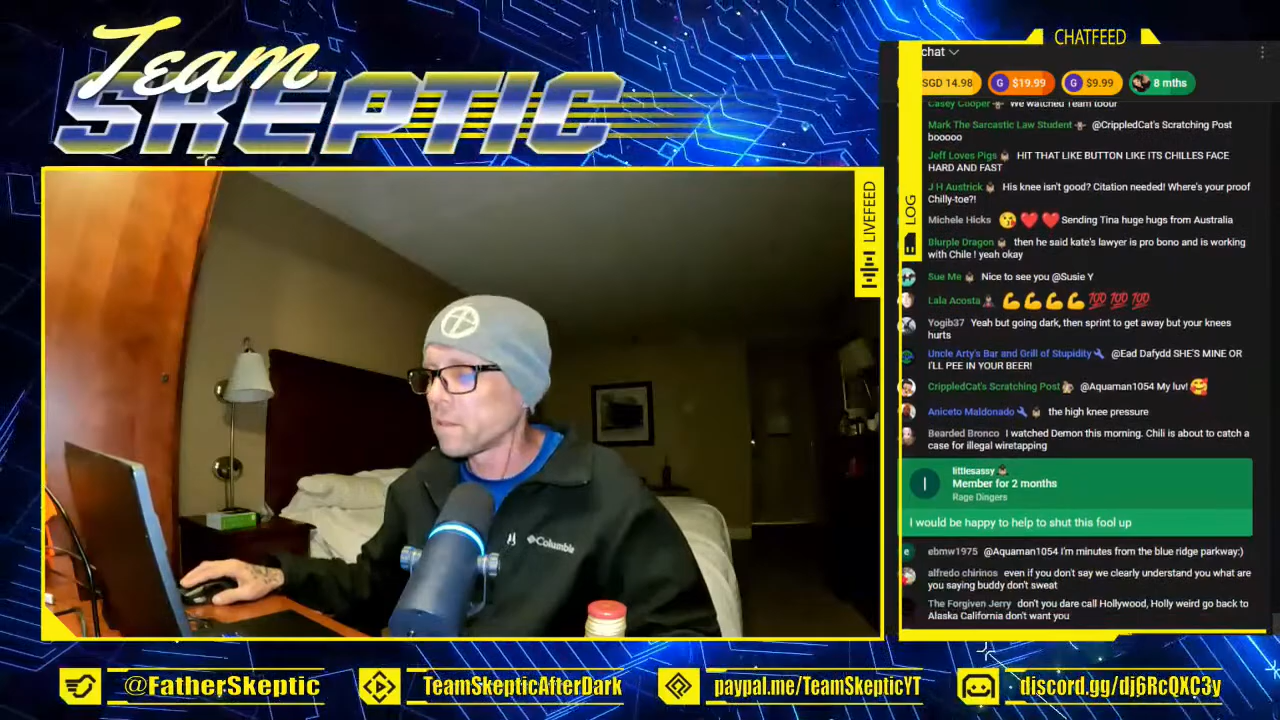 Team
SKEPTIC
CHATFEED
chat
SGD 14.98
$19.99
$9.99
8 mths
LIVEFEED
LOG
Casey Cooper We watched Team
Mark The Sarcastic Law Student @CrippledCat's Scratching Post
booooo
Jeff Loves Pigs HIT THAT LIKE BUTTON LIKE ITS CHILLES FACE
HARD AND FAST
J H Austrick His knee isn't good? Citation needed! Where's your proof
Chilly-toe?!
Michele Hicks 😘❤️❤️ Sending Tina huge hugs from Australia
Blurple Dragon then he said kate's lawyer is pro bono and is working
with Chile ! yeah okay
Sue Me Nice to see you @Susie Y
Lala Acosta 💪💪💪💪💯💯💯
Yogib37 Yeah but going dark, then sprint to get away but your knees
hurts
Uncle Arty's Bar and Grill of Stupidity @Ead Dafydd SHE'S MINE OR
I'LL PEE IN YOUR BEER!
CrippledCat's Scratching Post @Aquaman1054 My luv! 🥰
Aniceto Maldonado the high knee pressure
Bearded Bronco I watched Demon this morning. Chili is about to catch a
case for illegal wiretapping
littlesassy
Member for 2 months
Rage Dingers
I would be happy to help to shut this fool up
ebmw1975 @Aquaman1054 I'm minutes from the blue ridge parkway:)
alfredo chirinos even if you don't say we clearly understand you what are
you saying buddy don't sweat
The Forgiven Jerry don't you dare call Hollywood, Holly weird go back to
Alaska California don't want you
Columbia
@FatherSkeptic
TeamSkepticAfterDark
paypal.me/TeamSkepticYT
discord.gg/dj6RcQXC3v